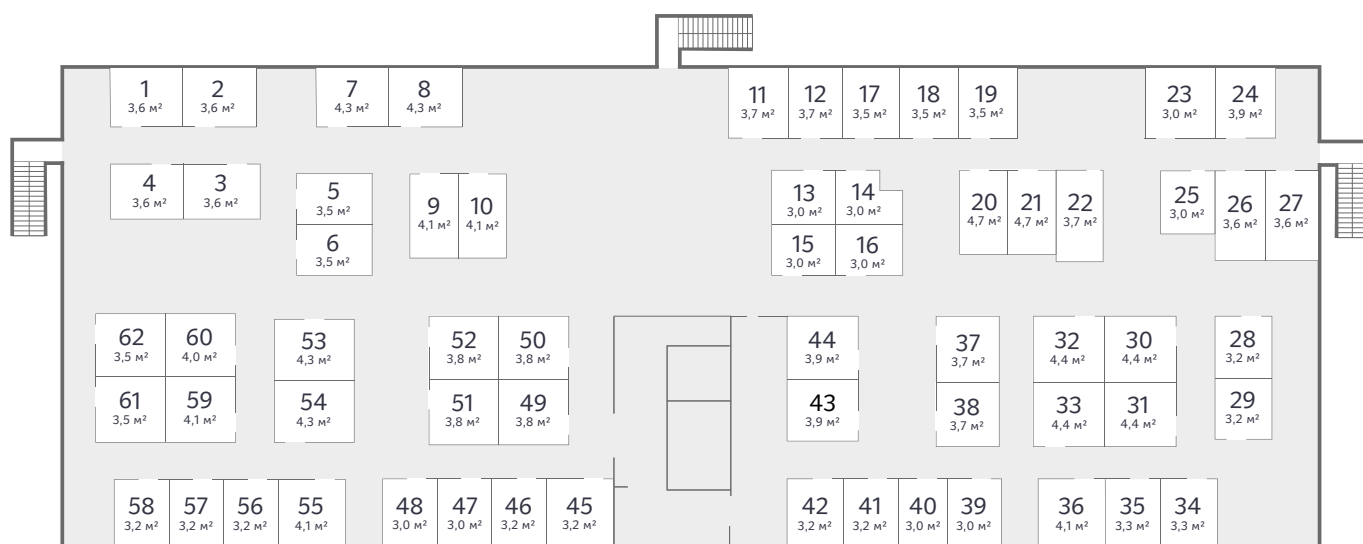 1
3,6 м²
2
3,6 м²
7
4,3 м²
8
4,3 м²
11
3,7 м²
12
3,7 м²
17
3,5 м²
18
3,5 м²
19
3,5 м²
23
3,0 м²
24
3,9 м²
4
3,6 м²
3
3,6 м²
5
3,5 м²
6
3,5 м²
9
4,1 м²
10
4,1 м²
13
3,0 м²
14
3,0 м²
15
3,0 м²
16
3,0 м²
20
4,7 м²
21
4,7 м²
22
3,7 м²
25
3,0 м²
26
3,6 м²
27
3,6 м²
62
3,5 м²
60
4,0 м²
61
3,5 м²
59
4,1 м²
53
4,3 м²
54
4,3 м²
52
3,8 м²
50
3,8 м²
51
3,8 м²
49
3,8 м²
44
3,9 м²
43
3,9 м²
37
3,7 м²
38
3,7 м²
32
4,4 м²
30
4,4 м²
33
4,4 м²
31
4,4 м²
28
3,2 м²
29
3,2 м²
58
3,2 м²
57
3,2 м²
56
3,2 м²
55
4,1 м²
48
3,0 м²
47
3,0 м²
46
3,2 м²
45
3,2 м²
42
3,2 м²
41
3,2 м²
40
3,0 м²
39
3,0 м²
36
4,1 м²
35
3,3 м²
34
3,3 м²